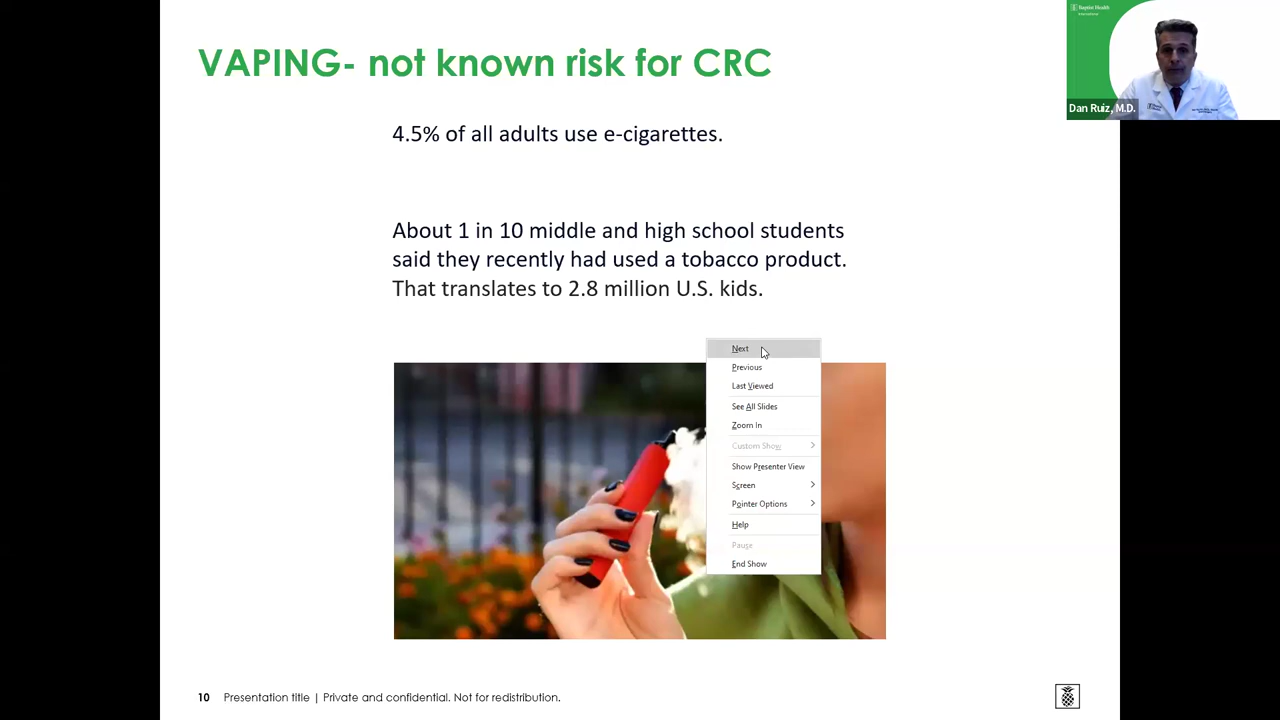 VAPING- not known risk for CRC
Baptist Health
International
Dan Ruiz, M.D.
4.5% of all adults use e-cigarettes.
About 1 in 10 middle and high school students
said they recently had used a tobacco product.
That translates to 2.8 million U.S. kids.
Next
Previous
Last Viewed
See All Slides
Zoom In
Custom Show
Show Presenter View
Screen
Pointer Options
Help
Pause
End Show
10 Presentation title | Private and confidential. Not for redistribution.